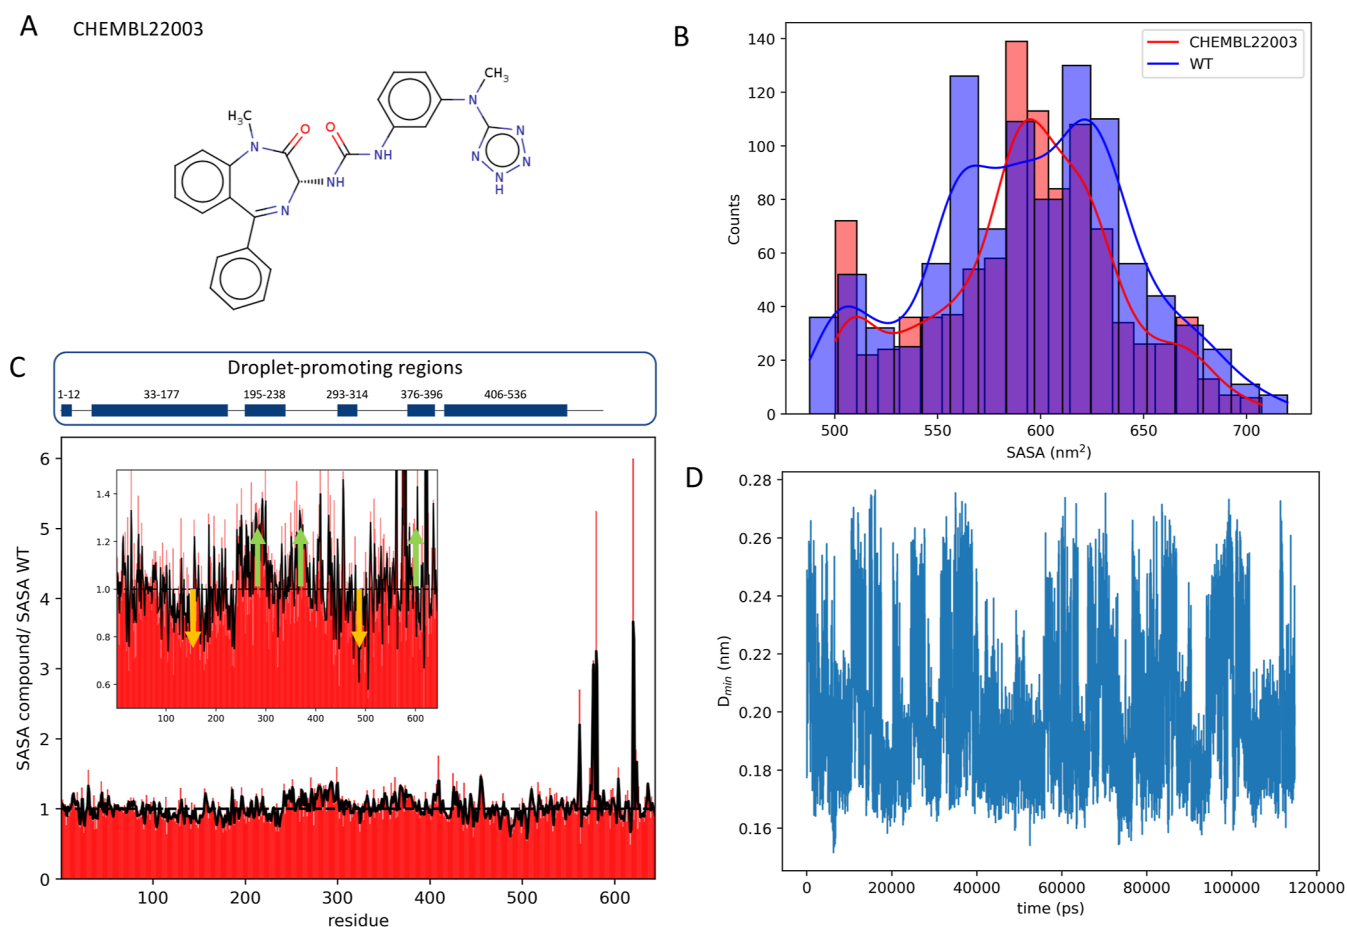 A
CHEMBL22003
H₃C
N
O
N
NH
O
NH
N
CH₃
N
N
N
N
H
B
CHEMBL22003
WT
140
120
100
80
60
40
20
0
Counts
500
550
600
650
700
SASA (nm²)
C
Droplet-promoting regions
1-12
33-177
195-238
293-314
376-396
406-536
6
5
4
3
2
1
0
SASA compound/ SASA WT
1.4
1.2
1.0
0.8
0.6
100
200
300
400
500
600
100
200
300
400
500
600
residue
D
0.28
0.26
0.24
0.22
0.20
0.18
0.16
Dmin (nm)
0
20000
40000
60000
80000
100000
120000
time (ps)